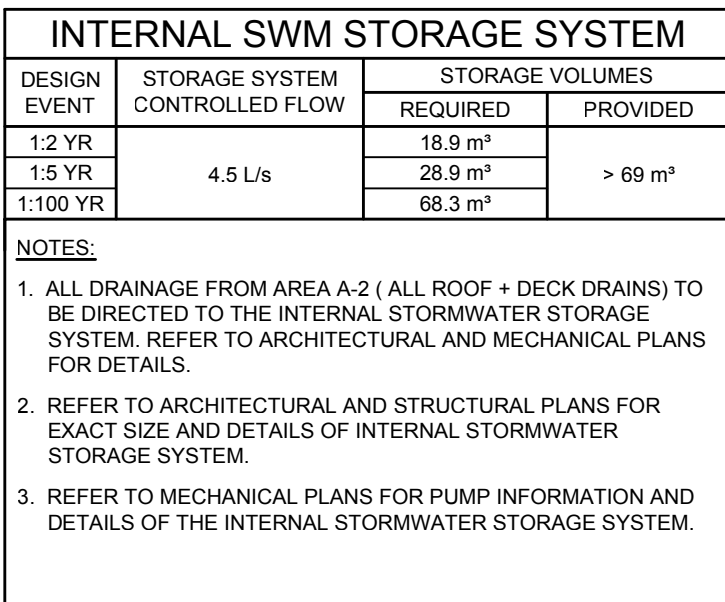 INTERNAL SWM STORAGE SYSTEM
DESIGN EVENT
STORAGE SYSTEM CONTROLLED FLOW
STORAGE VOLUMES
REQUIRED
PROVIDED
1:2 YR
18.9 m³
1:5 YR
4.5 L/s
28.9 m³
> 69 m³
1:100 YR
68.3 m³
NOTES:
1. ALL DRAINAGE FROM AREA A-2 ( ALL ROOF + DECK DRAINS) TO
BE DIRECTED TO THE INTERNAL STORMWATER STORAGE
SYSTEM. REFER TO ARCHITECTURAL AND MECHANICAL PLANS
FOR DETAILS.
2. REFER TO ARCHITECTURAL AND STRUCTURAL PLANS FOR
EXACT SIZE AND DETAILS OF INTERNAL STORMWATER
STORAGE SYSTEM.
3. REFER TO MECHANICAL PLANS FOR PUMP INFORMATION AND
DETAILS OF THE INTERNAL STORMWATER STORAGE SYSTEM.